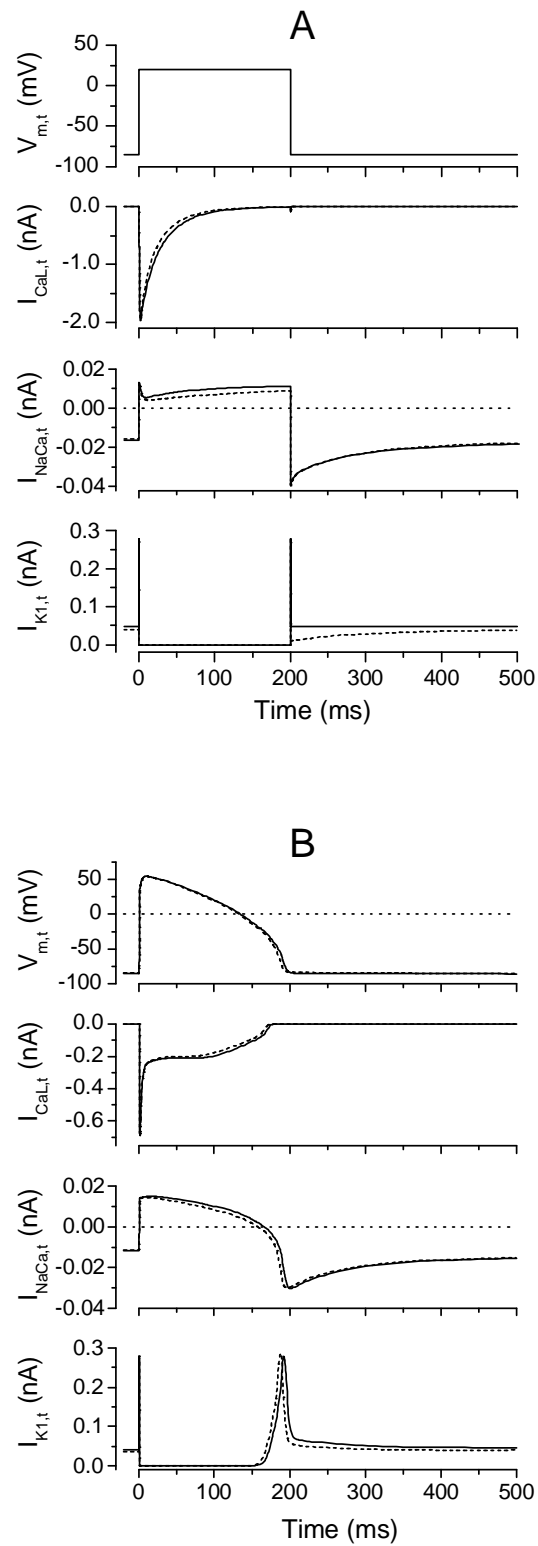 A
V_m,t (mV)
50
0
-50
-100
I_CaL,t (nA)
0.0
-1.0
-2.0
I_NaCa,t (nA)
0.02
0.00
-0.02
-0.04
I_K1,t (nA)
0.3
0.2
0.1
0.0
0 100 200 300 400 500
Time (ms)
B
V_m,t (mV)
50
0
-50
-100
I_CaL,t (nA)
0.0
-0.2
-0.4
-0.6
I_NaCa,t (nA)
0.02
0.00
-0.02
-0.04
I_K1,t (nA)
0.3
0.2
0.1
0.0
0 100 200 300 400 500
Time (ms)